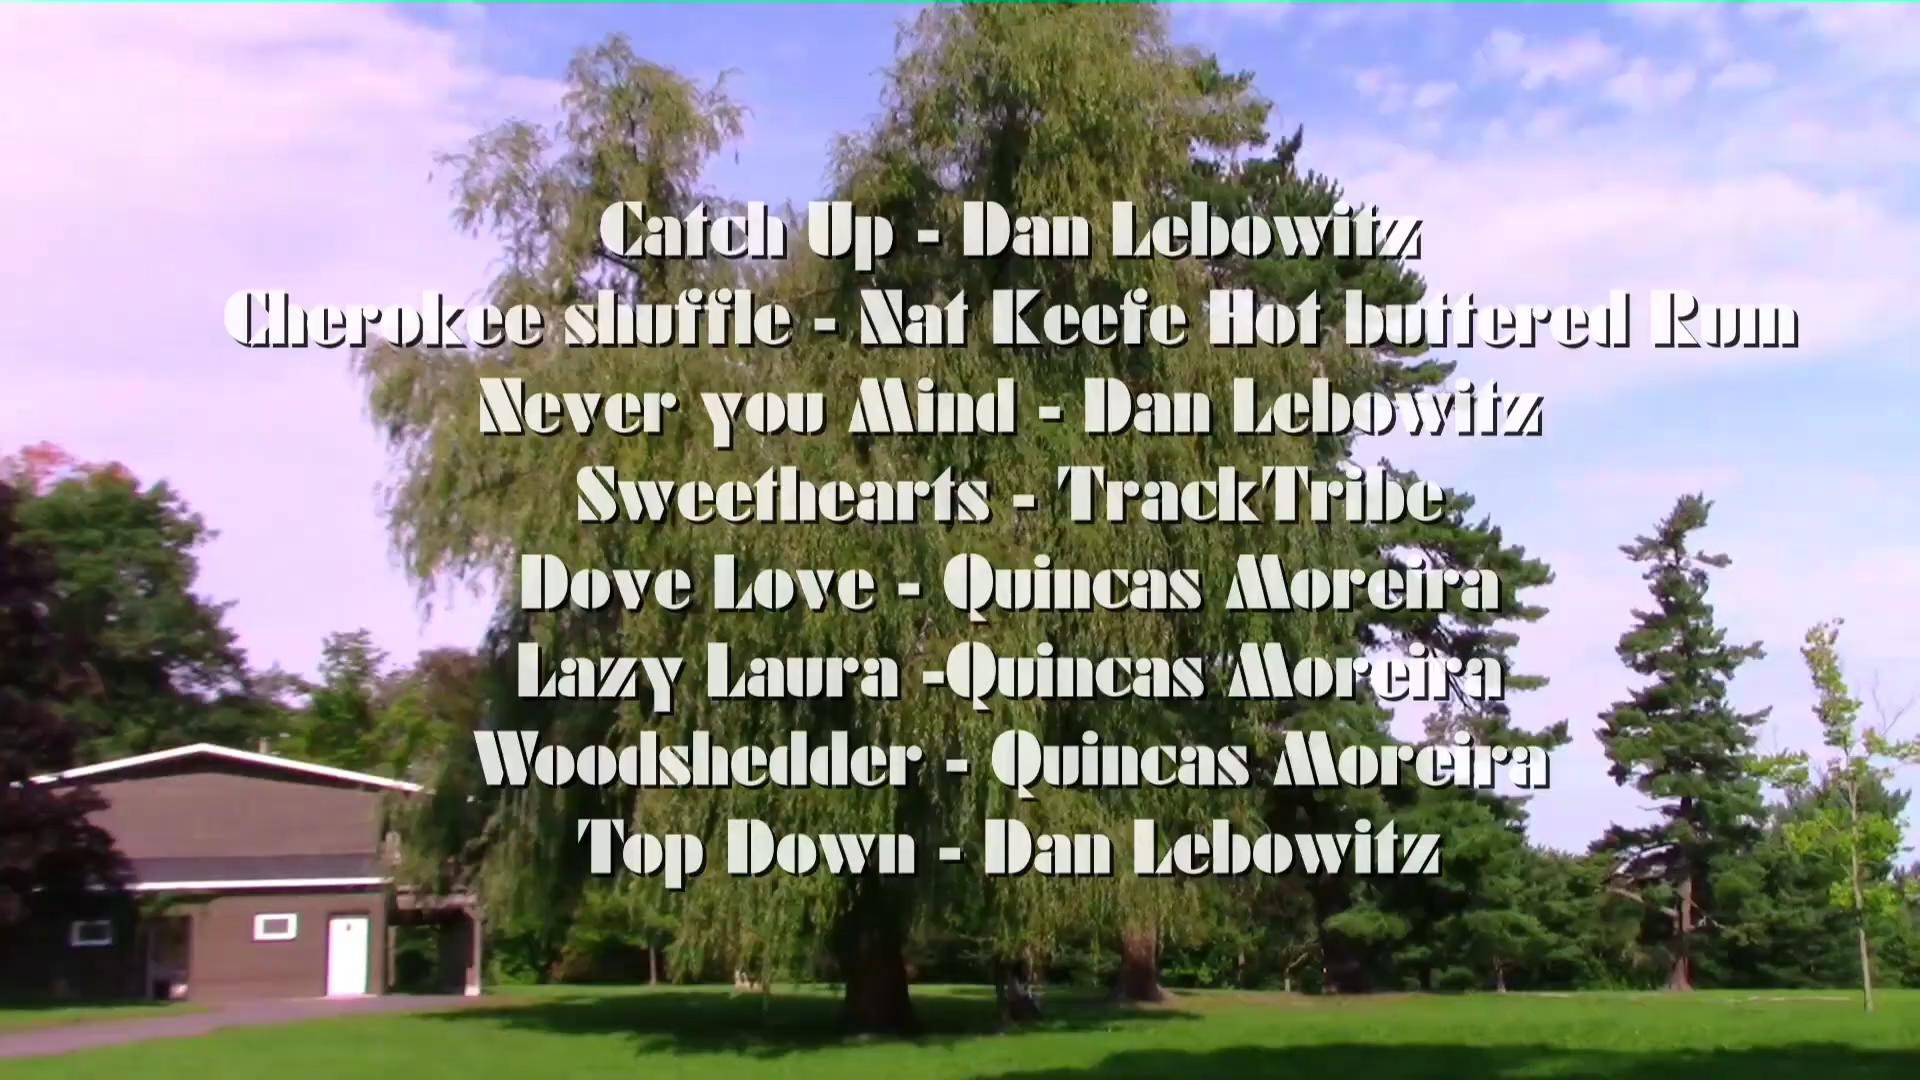 Catch Up - Dan Lebowitz
Cherokee shuffle - Nat Keefe Hot buttered Rum
Never you Mind - Dan Lebowitz
Sweethearts - TrackTribe
Dove Love - Quincas Moreira
Lazy Laura -Quincas Moreira
Woodshedder - Quincas Moreira
Top Down - Dan Lebowitz